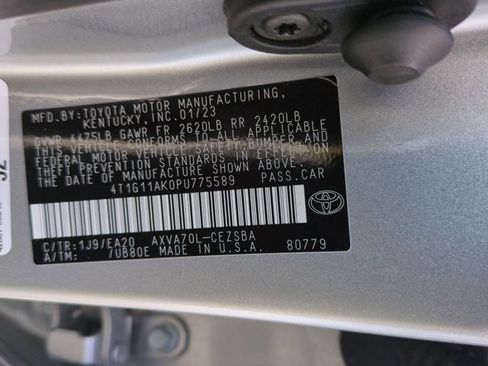 MFD.BY:TOYOTA MOTOR MANUFACTURING,
KENTUCKY, INC.01/23
GVWR 4475LB GAWR FR 2620LB RR 2420LB
THIS VEHICLE CONFORMS TO ALL APPLICABLE
FEDERAL MOTOR VEHICLE SAFETY, BUMPER, AND
THEFT PREVENTION STANDARDS IN EFFECT ON
THE DATE OF MANUFACTURE SHOWN ABOVE.
4T1G11AK0PU775589 PASS.CAR
C/TR:1J9/EA20 AXVA70L-CEZSBA
A/TM: 7UB80E MADE IN U.S.A. 80779